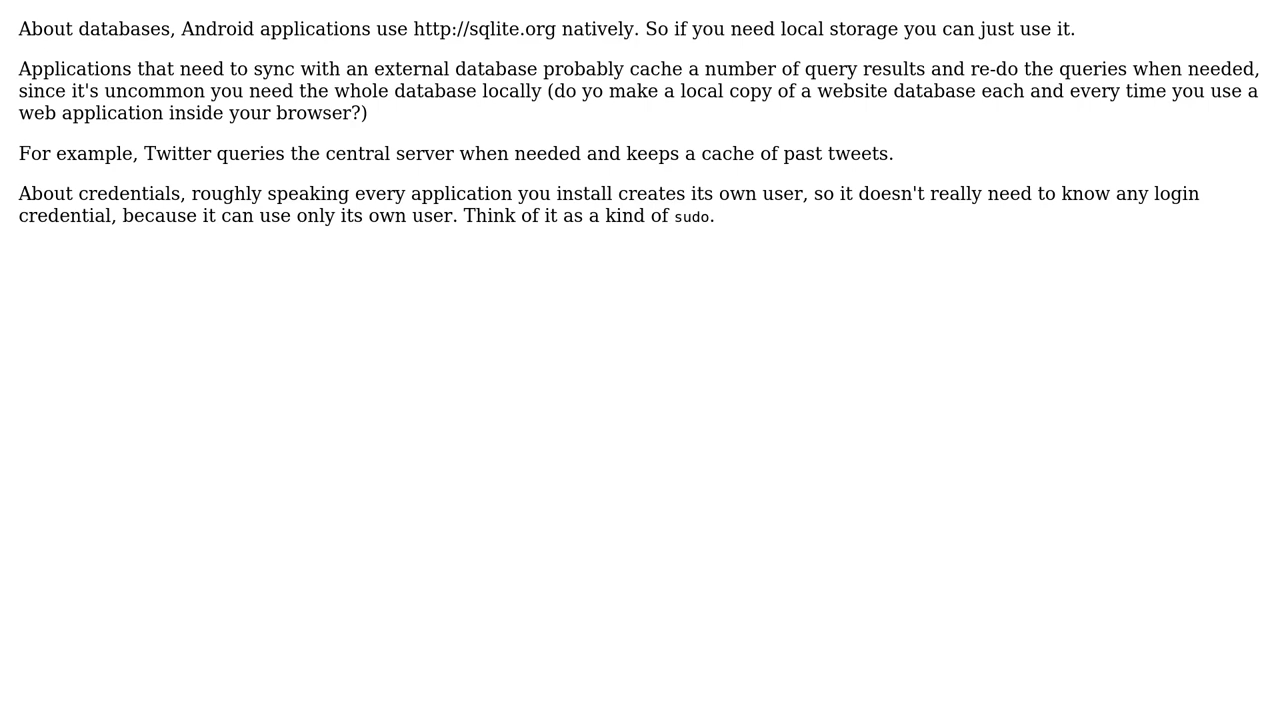 About databases, Android applications use http://sqlite.org natively. So if you need local storage you can just use it.
Applications that need to sync with an external database probably cache a number of query results and re-do the queries when needed,
since it's uncommon you need the whole database locally (do yo make a local copy of a website database each and every time you use a
web application inside your browser?)
For example, Twitter queries the central server when needed and keeps a cache of past tweets.
About credentials, roughly speaking every application you install creates its own user, so it doesn't really need to know any login
credential, because it can use only its own user. Think of it as a kind of sudo.